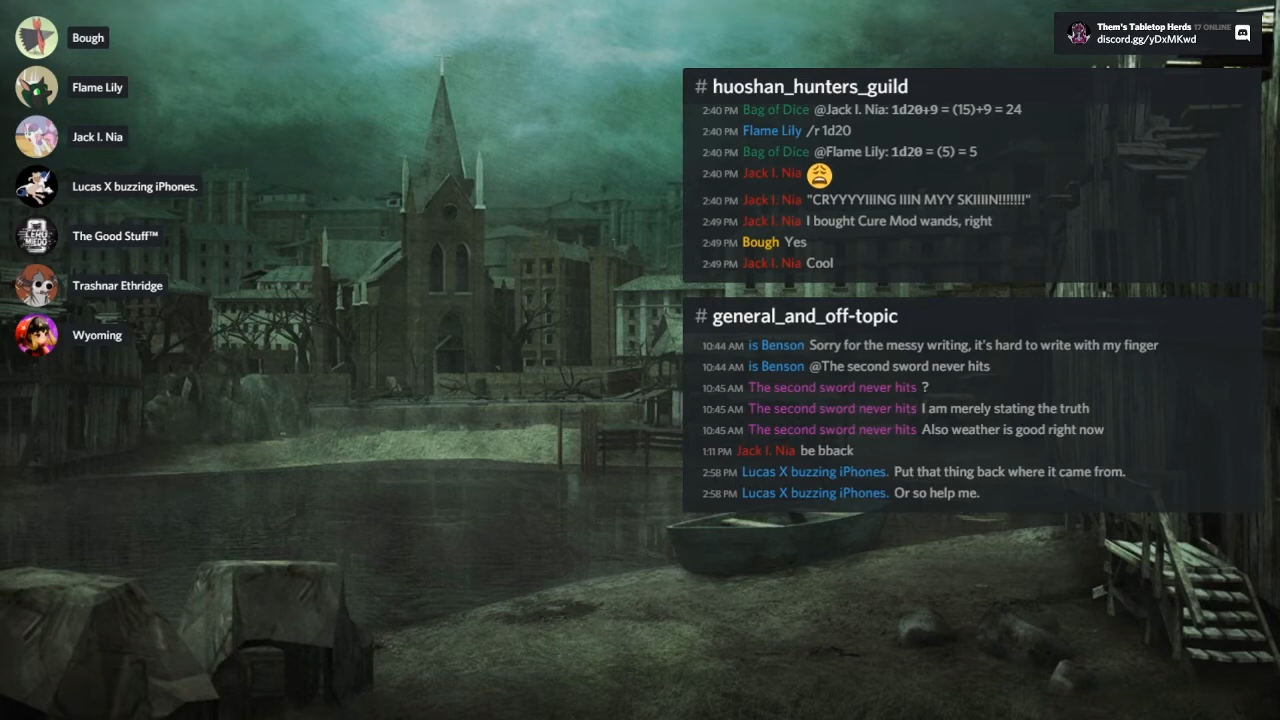 Bough
Flame Lily
Jack I. Nia
Lucas X buzzing iPhones.
The Good Stuff™
Trashnar Ethridge
Wyoming
Them's Tabletop Herds 17 ONLINE
discord.gg/yDxMKwd
# huoshan_hunters_guild
2:40 PM Bag of Dice @Jack I. Nia: 1d20+9 = (15)+9 = 24
2:40 PM Flame Lily /r 1d20
2:40 PM Bag of Dice @Flame Lily: 1d20 = (5) = 5
2:40 PM Jack I. Nia 😩
2:40 PM Jack I. Nia "CRYYYYIIING IIIN MYY SKIIIIN!!!!!!!"
2:49 PM Jack I. Nia I bought Cure Mod wands, right
2:49 PM Bough Yes
2:49 PM Jack I. Nia Cool
# general_and_off-topic
10:44 AM is Benson Sorry for the messy writing, it's hard to write with my finger
10:44 AM is Benson @The second sword never hits
10:45 AM The second sword never hits ?
10:45 AM The second sword never hits I am merely stating the truth
10:45 AM The second sword never hits Also weather is good right now
1:11 PM Jack I. Nia be bback
2:58 PM Lucas X buzzing iPhones. Put that thing back where it came from.
2:58 PM Lucas X buzzing iPhones. Or so help me.